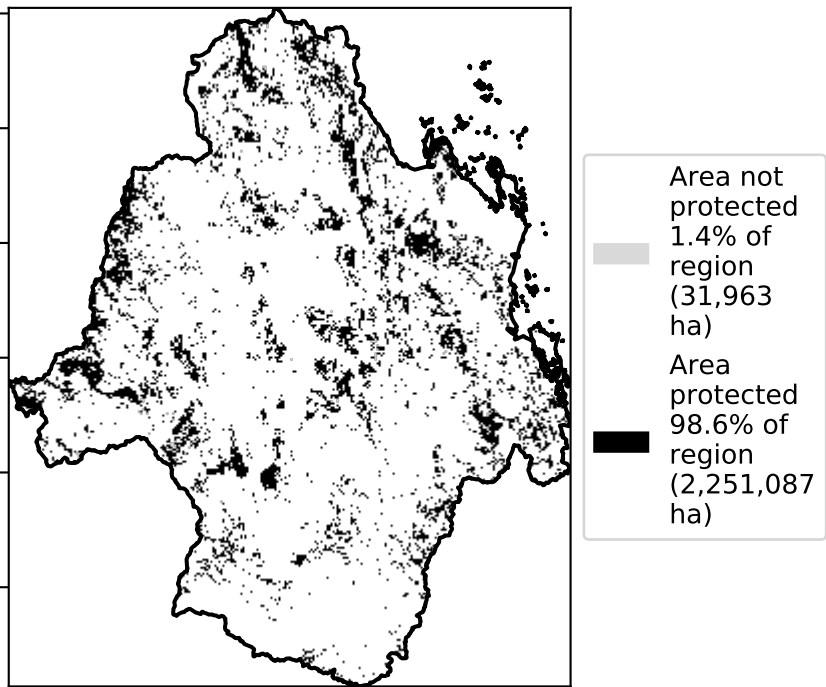 Area not
protected
1.4% of
region
(31,963
ha)
Area
protected
98.6% of
region
(2,251,087
ha)